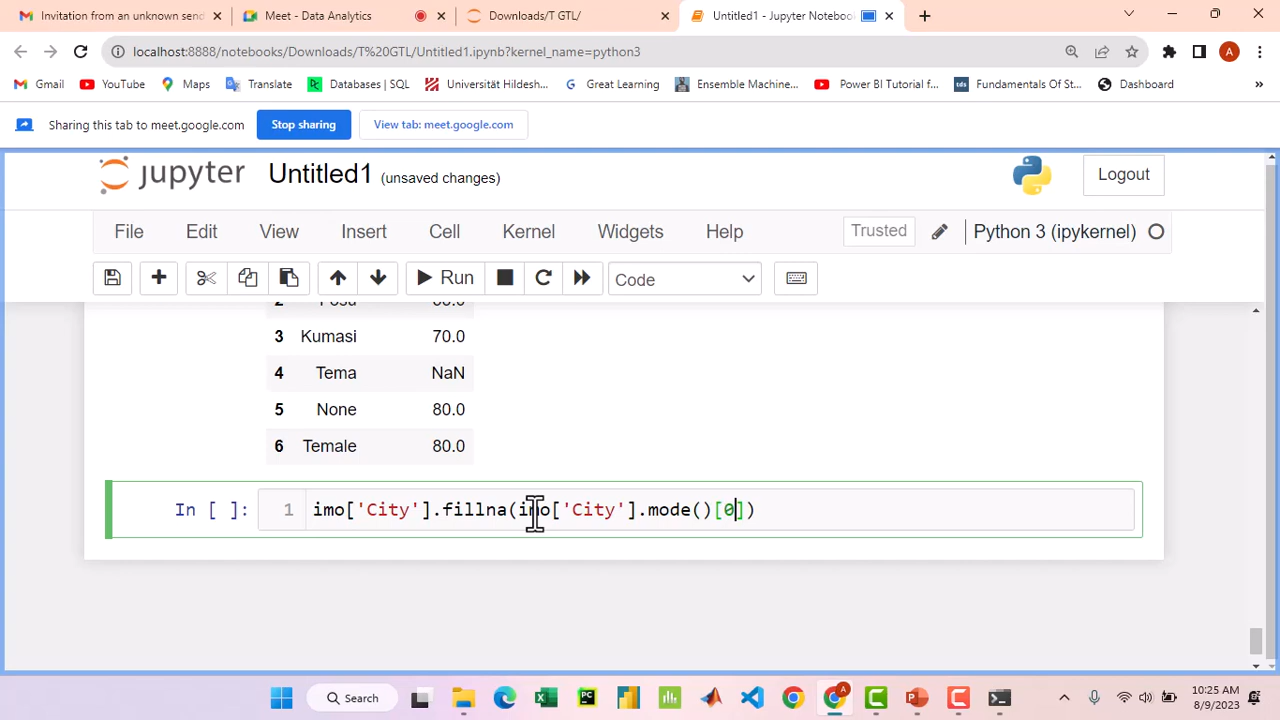 Invitation from an unknown send
Meet - Data Analytics
Downloads/T GTL/
Untitled1 - Jupyter Notebook
localhost:8888/notebooks/Downloads/T%20GTL/Untitled1.ipynb?kernel_name=python3
A
Gmail
YouTube
Maps
Translate
Databases | SQL
Universität Hildesh...
Great Learning
Ensemble Machine...
Power BI Tutorial f...
Fundamentals Of St...
Dashboard
»
Sharing this tab to meet.google.com
Stop sharing
View tab: meet.google.com
jupyter
Untitled1 (unsaved changes)
Logout
File Edit View Insert Cell Kernel Widgets Help
Trusted
Python 3 (ipykernel)
Run
Code
3 Kumasi 70.0
4 Tema NaN
5 None 80.0
6 Temale 80.0
In [ ]:
1 imo['City'].fillna(imo['City'].mode()[0])
Search
10:25 AM
8/9/2023